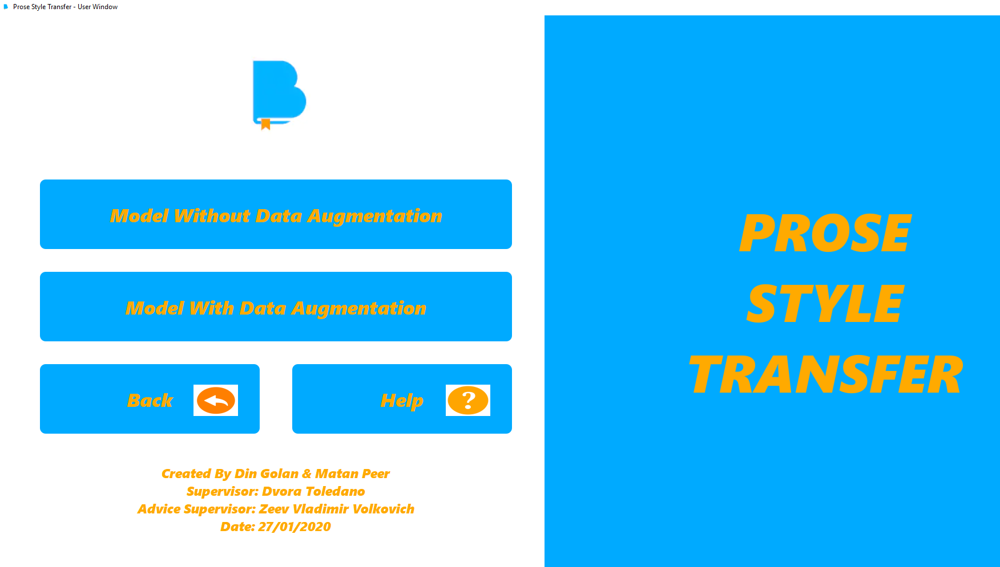 Prose Style Transfer - User Window
Model Without Data Augmentation
Model With Data Augmentation
Back
Help
?
Created By Din Golan & Matan Peer
Supervisor: Dvora Toledano
Advice Supervisor: Zeev Vladimir Volkovich
Date: 27/01/2020
PROSE
STYLE
TRANSFER